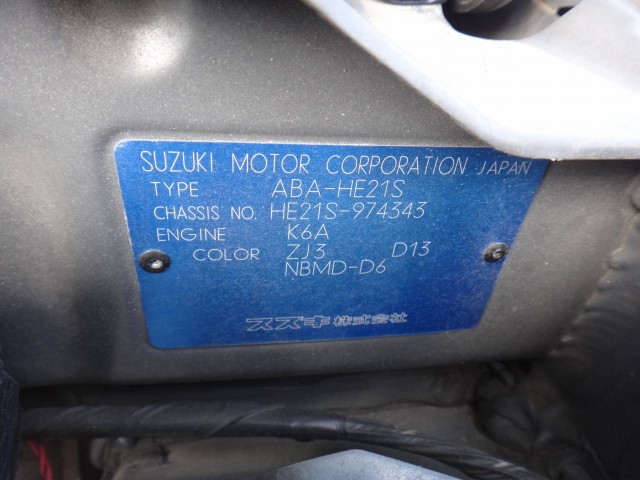 SUZUKI MOTOR CORPORATION JAPAN
TYPE ABA-HE21S
CHASSIS NO. HE21S-974343
ENGINE K6A
COLOR ZJ3 D13
NBMD-D6
スズキ株式会社